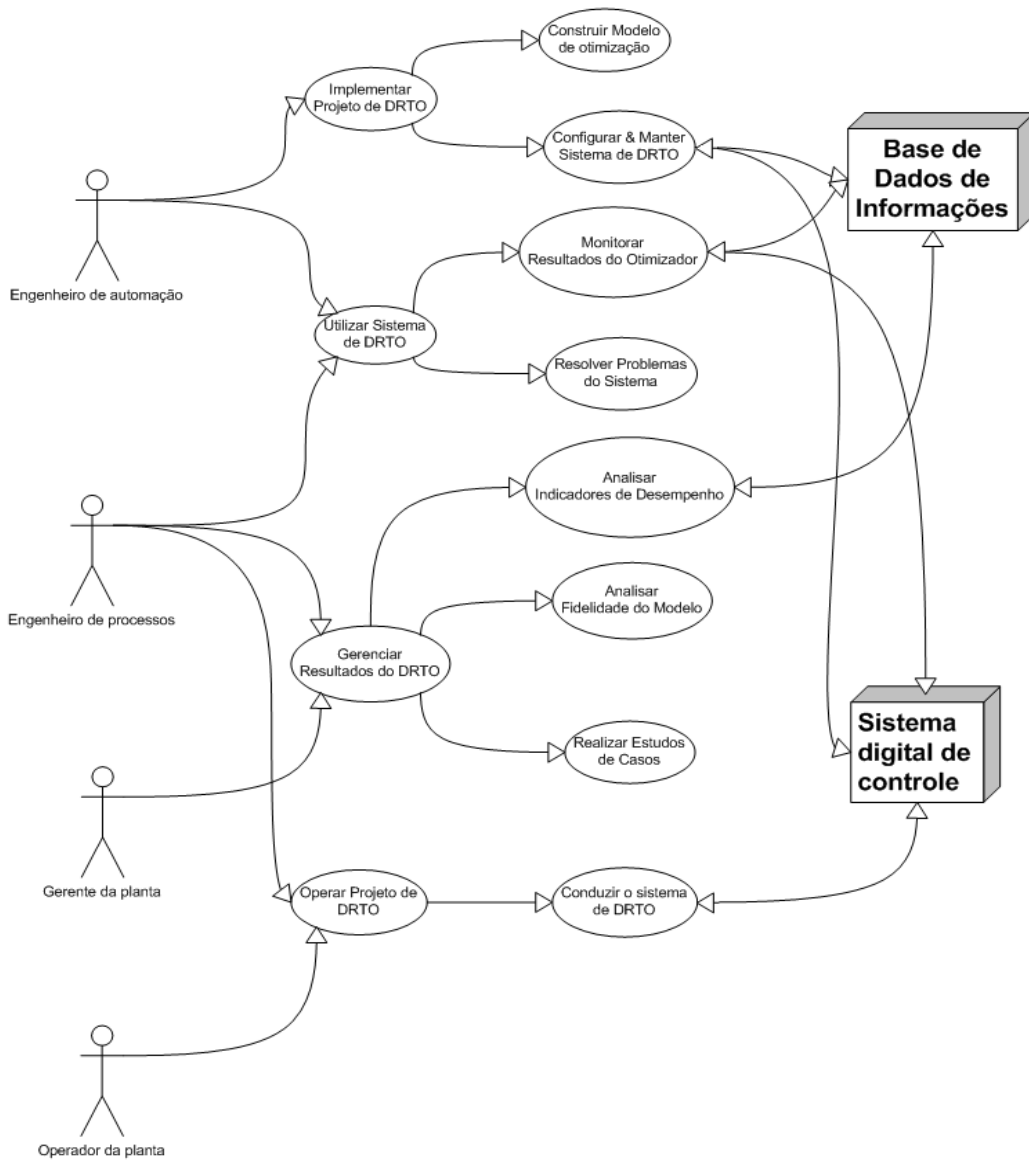 Construir Modelo
de otimização
Implementar
Projeto de DRTO
Configurar & Manter
Sistema de DRTO
Base de
Dados de
Informações
Engenheiro de automação
Monitorar
Resultados do Otimizador
Utilizar Sistema
de DRTO
Resolver Problemas
do Sistema
Analisar
Indicadores de Desempenho
Engenheiro de processos
Analisar
Fidelidade do Modelo
Gerenciar
Resultados do DRTO
Realizar Estudos
de Casos
Sistema
digital de
controle
Gerente da planta
Operar Projeto de
DRTO
Conduzir o sistema
de DRTO
Operador da planta